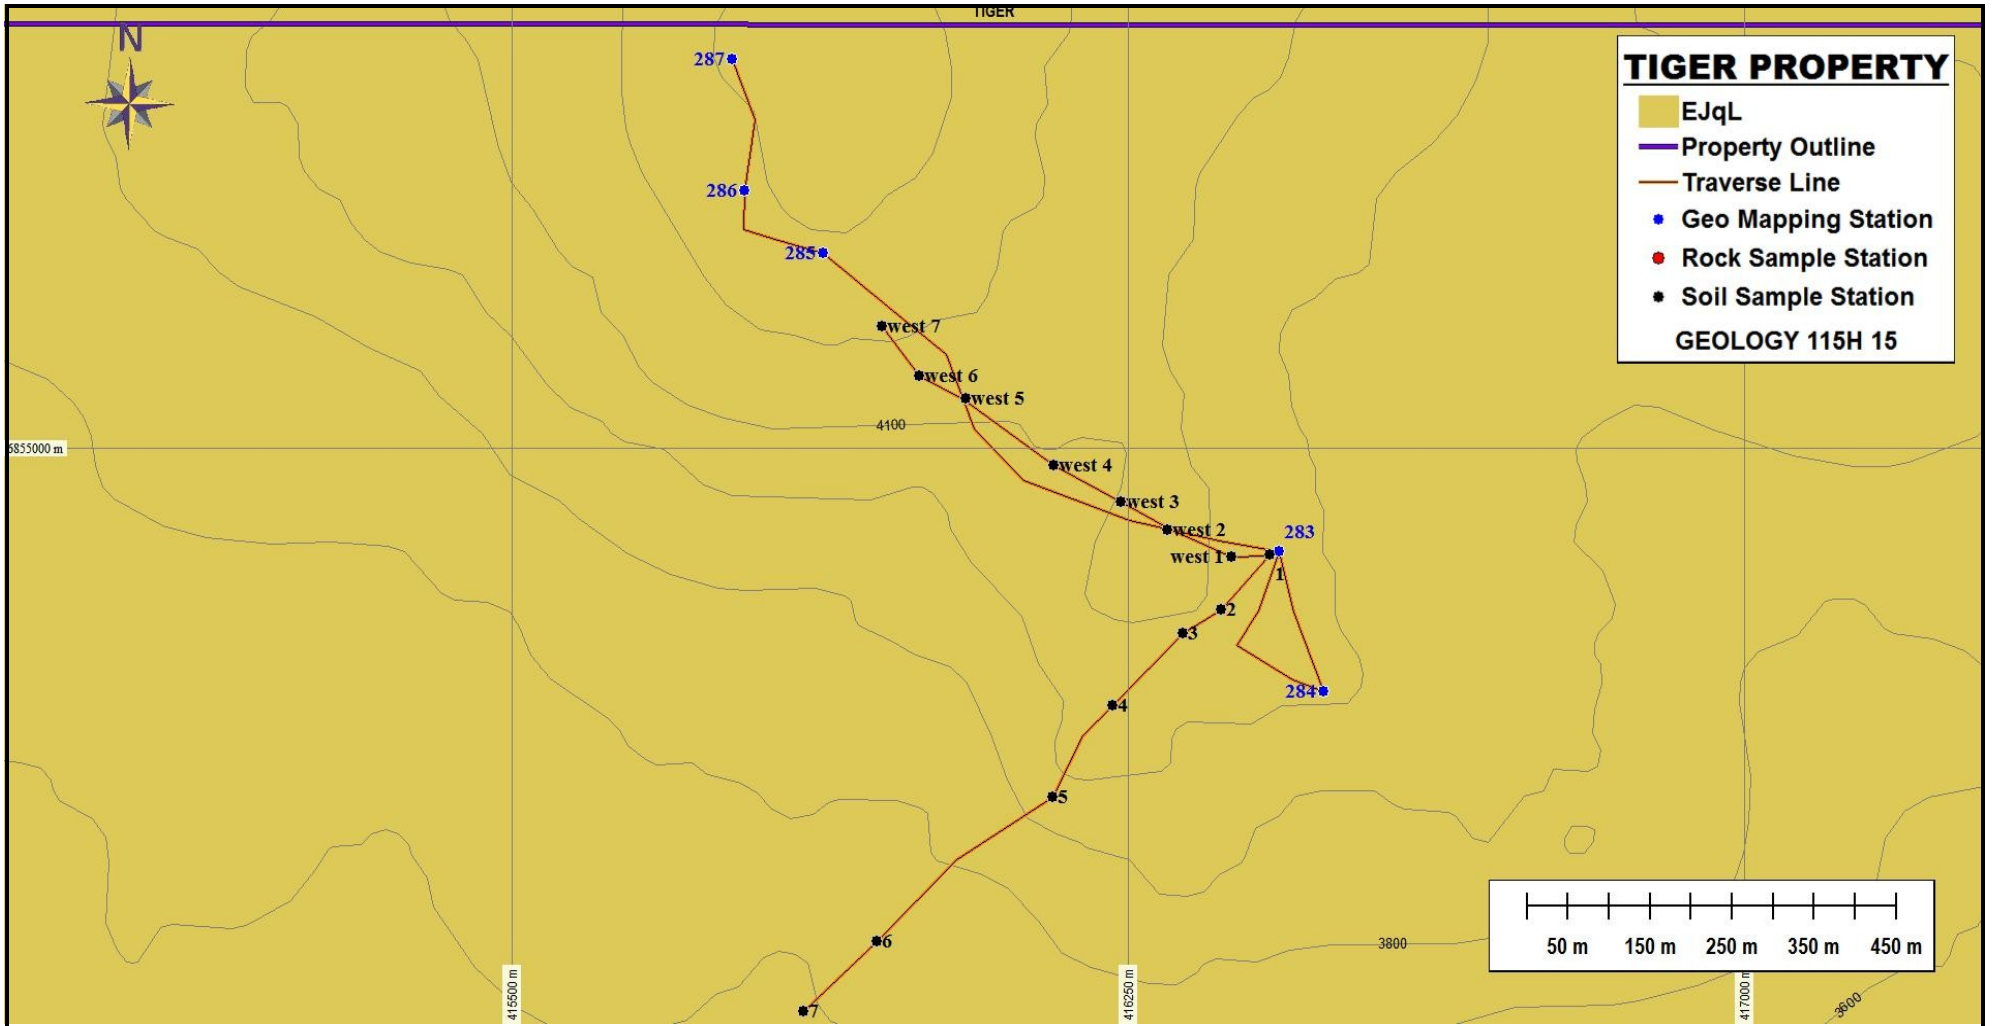 TIGER
N
287
TIGER PROPERTY
EJqL
Property Outline
286
Traverse Line
Geo Mapping Station
285
Rock Sample Station
Soil Sample Station
west 7
GEOLOGY 115H 15
west 6
west 5
4100
6855000 m
west 4
west 3
west 2
283
west 1
1
2
3
284
4
5
6
3800
50 m 150 m 250 m 350 m 450 m
415500 m
416250 m
417000 m
3600
7